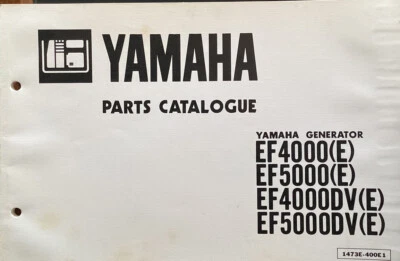 YAMAHA
PARTS CATALOGUE
YAMAHA GENERATOR
EF4000(E)
EF5000(E)
EF4000DV(E)
EF5000DV(E)
1473E-400E1